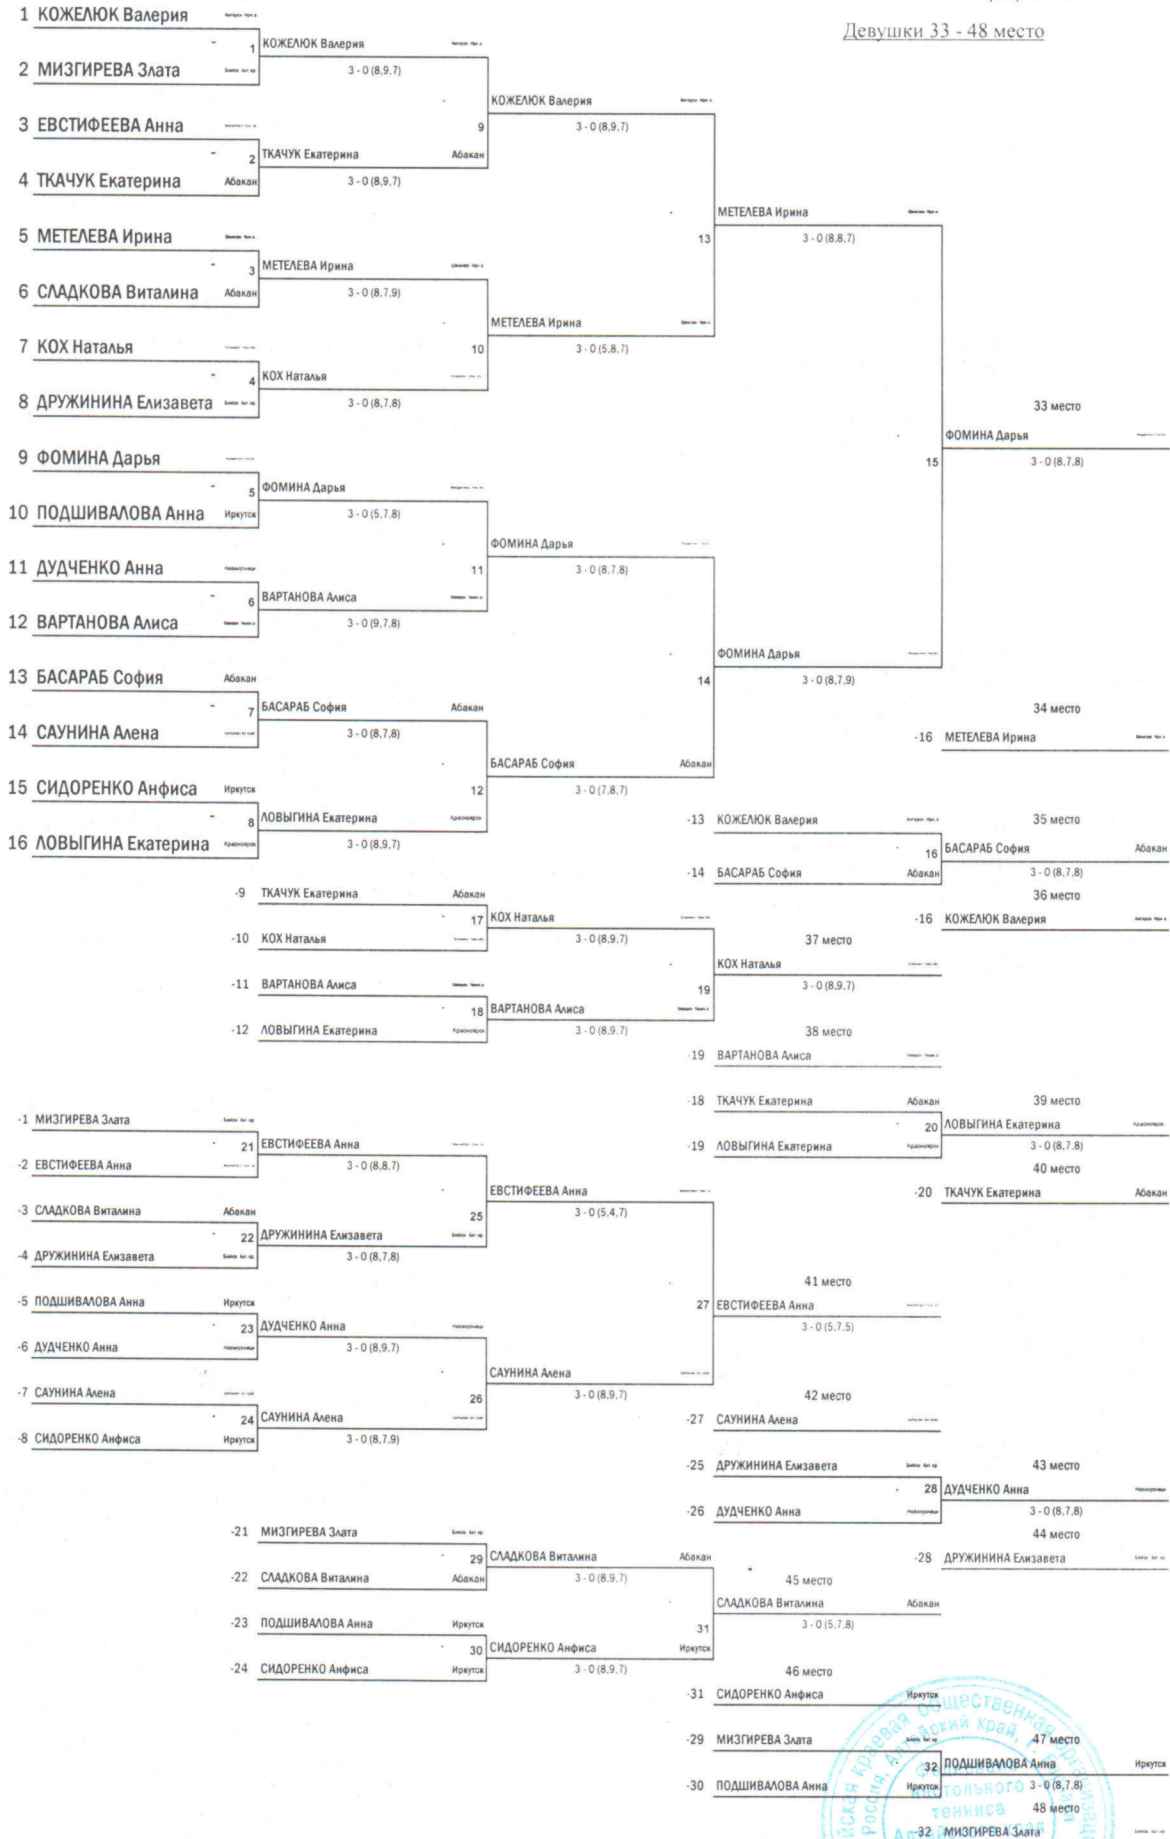 Девушки 33 - 48 место
1 КОЖЕЛЮК Валерия
1 КОЖЕЛЮК Валерия
3 - 0 (8,9,7)
2 МИЗГИРЕВА Злата
КОЖЕЛЮК Валерия
9 3 - 0 (8,9,7)
3 ЕВСТИФЕЕВА Анна
2 ТКАЧУК Екатерина Абакан
3 - 0 (8,9,7)
4 ТКАЧУК Екатерина Абакан
МЕТЕЛЕВА Ирина
13 3 - 0 (8,8,7)
5 МЕТЕЛЕВА Ирина
3 МЕТЕЛЕВА Ирина
3 - 0 (8,7,9)
6 СЛАДКОВА Виталина Абакан
МЕТЕЛЕВА Ирина
10 3 - 0 (5,8,7)
7 КОХ Наталья
4 КОХ Наталья
3 - 0 (8,7,8)
8 ДРУЖИНИНА Елизавета
33 место
ФОМИНА Дарья
15 3 - 0 (8,7,8)
9 ФОМИНА Дарья
5 ФОМИНА Дарья
3 - 0 (5,7,8)
10 ПОДШИВАЛОВА Анна Иркутск
ФОМИНА Дарья
11 3 - 0 (8,7,8)
11 ДУДЧЕНКО Анна Новокузнецк
6 ВАРТАНОВА Алиса
3 - 0 (9,7,8)
12 ВАРТАНОВА Алиса
ФОМИНА Дарья
14 3 - 0 (8,7,9)
13 БАСАРАБ София Абакан
7 БАСАРАБ София Абакан
3 - 0 (8,7,8)
14 САУНИНА Алена
34 место
-16 МЕТЕЛЕВА Ирина
БАСАРАБ София Абакан
12 3 - 0 (7,8,7)
15 СИДОРЕНКО Анфиса Иркутск
8 ЛОВЫГИНА Екатерина Красноярск
3 - 0 (8,9,7)
16 ЛОВЫГИНА Екатерина Красноярск
-13 КОЖЕЛЮК Валерия
35 место
16 БАСАРАБ София Абакан
3 - 0 (8,7,8)
-14 БАСАРАБ София Абакан
36 место
-16 КОЖЕЛЮК Валерия
-9 ТКАЧУК Екатерина Абакан
17 КОХ Наталья
3 - 0 (8,9,7)
-10 КОХ Наталья
37 место
КОХ Наталья
19 3 - 0 (8,9,7)
-11 ВАРТАНОВА Алиса
18 ВАРТАНОВА Алиса
3 - 0 (8,9,7)
-12 ЛОВЫГИНА Екатерина Красноярск
38 место
-19 ВАРТАНОВА Алиса
-18 ТКАЧУК Екатерина Абакан
39 место
20 ЛОВЫГИНА Екатерина Красноярск
3 - 0 (8,7,8)
-19 ЛОВЫГИНА Екатерина Красноярск
40 место
-20 ТКАЧУК Екатерина Абакан
-1 МИЗГИРЕВА Злата
21 ЕВСТИФЕЕВА Анна
3 - 0 (8,8,7)
-2 ЕВСТИФЕЕВА Анна
ЕВСТИФЕЕВА Анна
25 3 - 0 (5,4,7)
-3 СЛАДКОВА Виталина Абакан
22 ДРУЖИНИНА Елизавета
3 - 0 (8,7,8)
-4 ДРУЖИНИНА Елизавета
41 место
27 ЕВСТИФЕЕВА Анна
3 - 0 (5,7,5)
-5 ПОДШИВАЛОВА Анна Иркутск
23 ДУДЧЕНКО Анна Новокузнецк
3 - 0 (8,9,7)
-6 ДУДЧЕНКО Анна Новокузнецк
САУНИНА Алена
26 3 - 0 (8,9,7)
-7 САУНИНА Алена
24 САУНИНА Алена
3 - 0 (8,7,9)
-8 СИДОРЕНКО Анфиса Иркутск
42 место
-27 САУНИНА Алена
-25 ДРУЖИНИНА Елизавета
43 место
28 ДУДЧЕНКО Анна Новокузнецк
3 - 0 (8,7,8)
-26 ДУДЧЕНКО Анна Новокузнецк
44 место
-28 ДРУЖИНИНА Елизавета
-21 МИЗГИРЕВА Злата
29 СЛАДКОВА Виталина Абакан
3 - 0 (8,9,7)
-22 СЛАДКОВА Виталина Абакан
45 место
СЛАДКОВА Виталина Абакан
31 3 - 0 (5,7,8)
-23 ПОДШИВАЛОВА Анна Иркутск
30 СИДОРЕНКО Анфиса Иркутск
3 - 0 (8,9,7)
-24 СИДОРЕНКО Анфиса Иркутск
46 место
-31 СИДОРЕНКО Анфиса Иркутск
-29 МИЗГИРЕВА Злата
47 место
32 ПОДШИВАЛОВА Анна Иркутск
3 - 0 (8,7,8)
-30 ПОДШИВАЛОВА Анна Иркутск
48 место
-32 МИЗГИРЕВА Злата
краевая общественная
Россия, Алтайский край, г.
настольного
тенниса